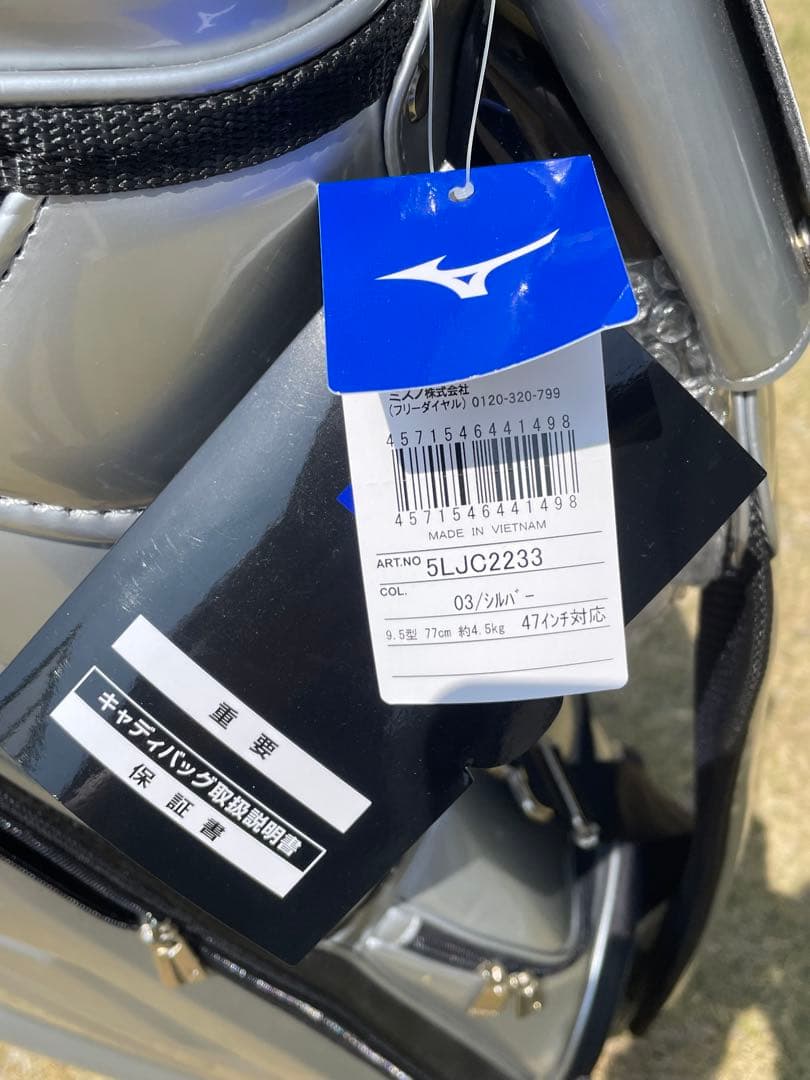 ミズノ株式会社
(フリーダイヤル) 0120-320-799
4571546441498
4571546441498
MADE IN VIETNAM
ART.NO 5LJC2233
COL. 03/シルバー
9.5型 77cm 約4.5kg 47インチ対応
重要
キャディバッグ取扱説明書
保証書